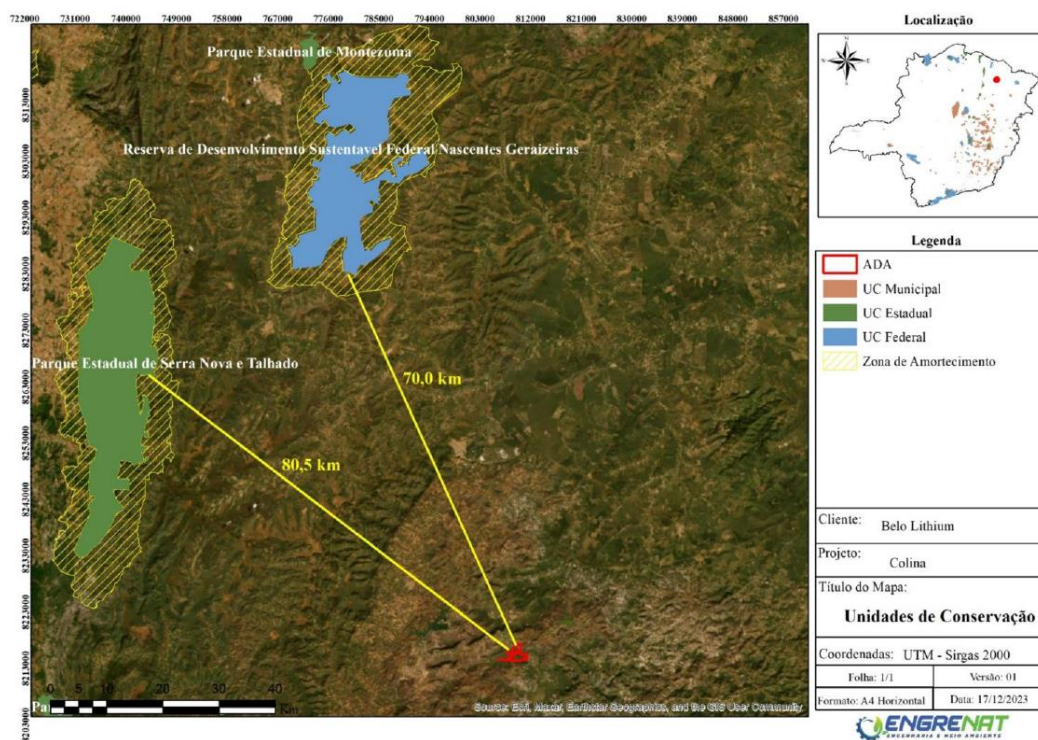 722000 731000 740000 749000 758000 767000 776000 785000 794000 803000 812000 821000 830000 839000 848000 857000
Parque Estadual de Montezuma
Reserva de Desenvolvimento Sustentavel Federal Nascentes Geraizeiras
Parque Estadual de Serra Nova e Talhado
70,0 km
80,5 km
8313000
8303000
8293000
8283000
8273000
8263000
8253000
8243000
8233000
8223000
8213000
8203000
0 5 10 20 30 40
Km
Source: Esri, Maxar, Earthstar Geographics, and the GIS User Community
Localização
N
Legenda
ADA
UC Municipal
UC Estadual
UC Federal
Zona de Amortecimento
Cliente: Belo Lithium
Projeto: Colina
Título do Mapa:
Unidades de Conservação
Coordenadas: UTM - Sirgas 2000
Folha: 1/1 Versão: 01
Formato: A4 Horizontal Data: 17/12/2023
ENGRENAT
ENGENHARIA E MEIO AMBIENTE